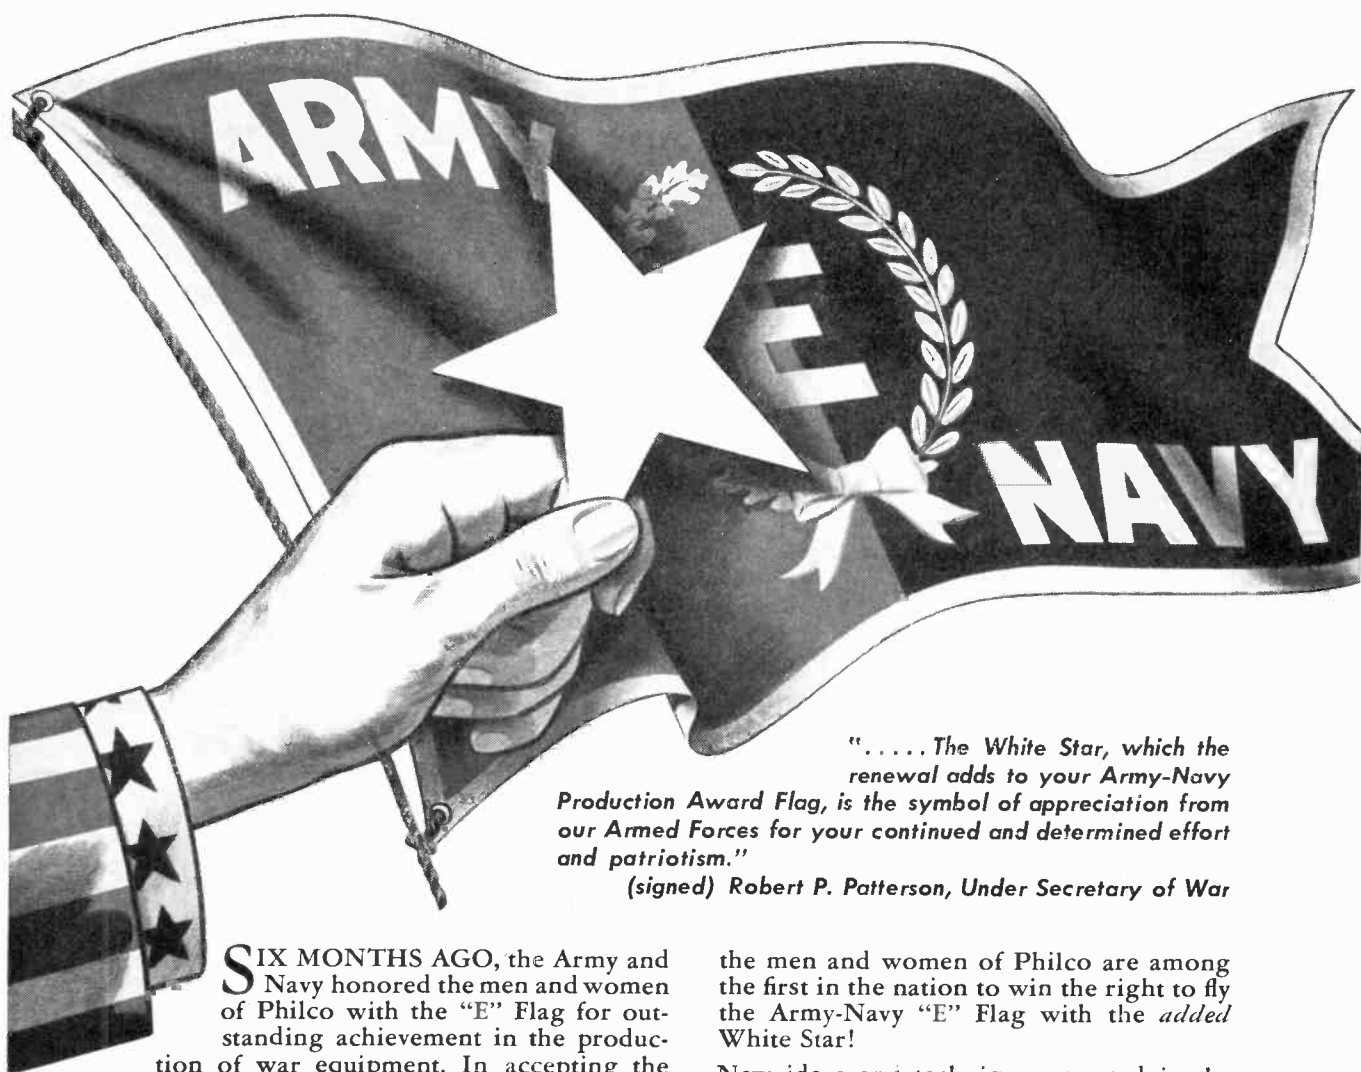 ARMY
E
NAVY
"..... The White Star, which the
renewal adds to your Army-Navy
Production Award Flag, is the symbol of appreciation from
our Armed Forces for your continued and determined effort
and patriotism."
(signed) Robert P. Patterson, Under Secretary of War
SIX MONTHS AGO, the Army and
Navy honored the men and women
of Philco with the "E" Flag for out-
standing achievement in the produc-
tion of war equipment. In accepting the
the men and women of Philco are among
the first in the nation to win the right to fly
the Army-Navy "E" Flag with the added
White Star!